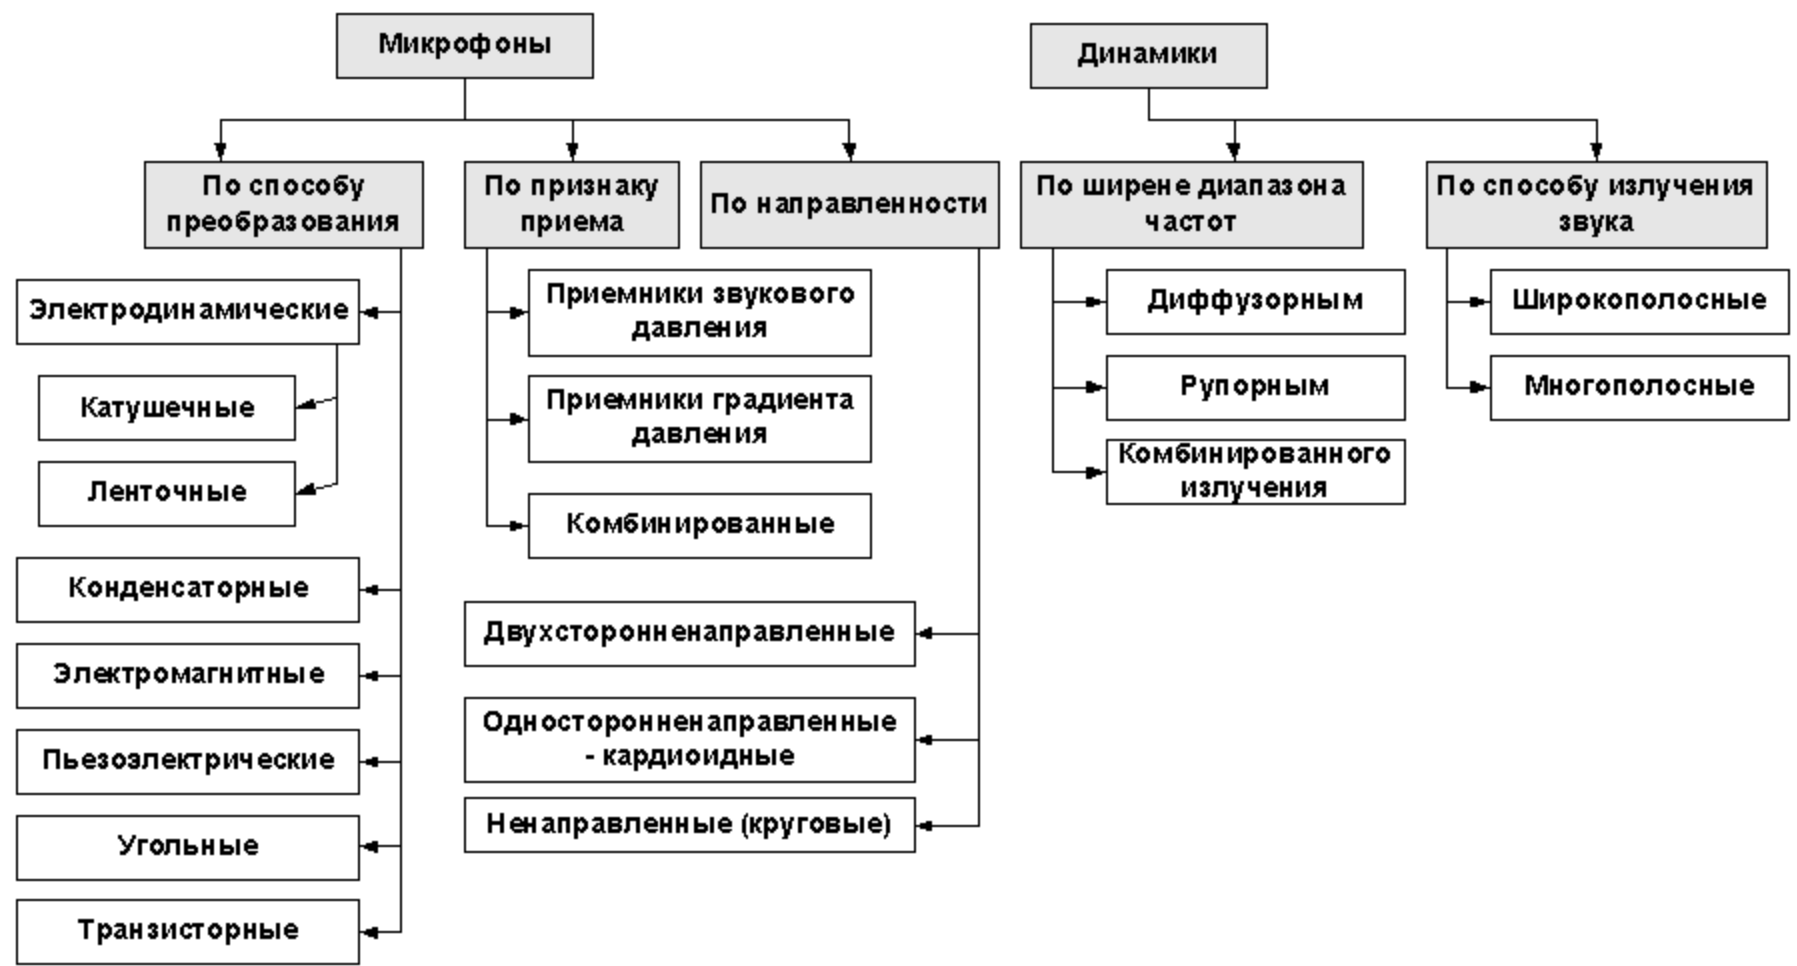 Микрофоны
По способу
преобразования
Электродинамические
Катушечные
Ленточные
Конденсаторные
Электромагнитные
Пьезоэлектрические
Угольные
Транзисторные
По признаку
приема
Приемники звукового
давления
Приемники градиента
давления
Комбинированные
По направленности
Двухсторонненаправленные
Односторонненаправленные
- кардиоидные
Ненаправленные (круговые)
Динамики
По ширене диапазона
частот
Диффузорным
Рупорным
Комбинированного
излучения
По способу излучения
звука
Широкополосные
Многополосные